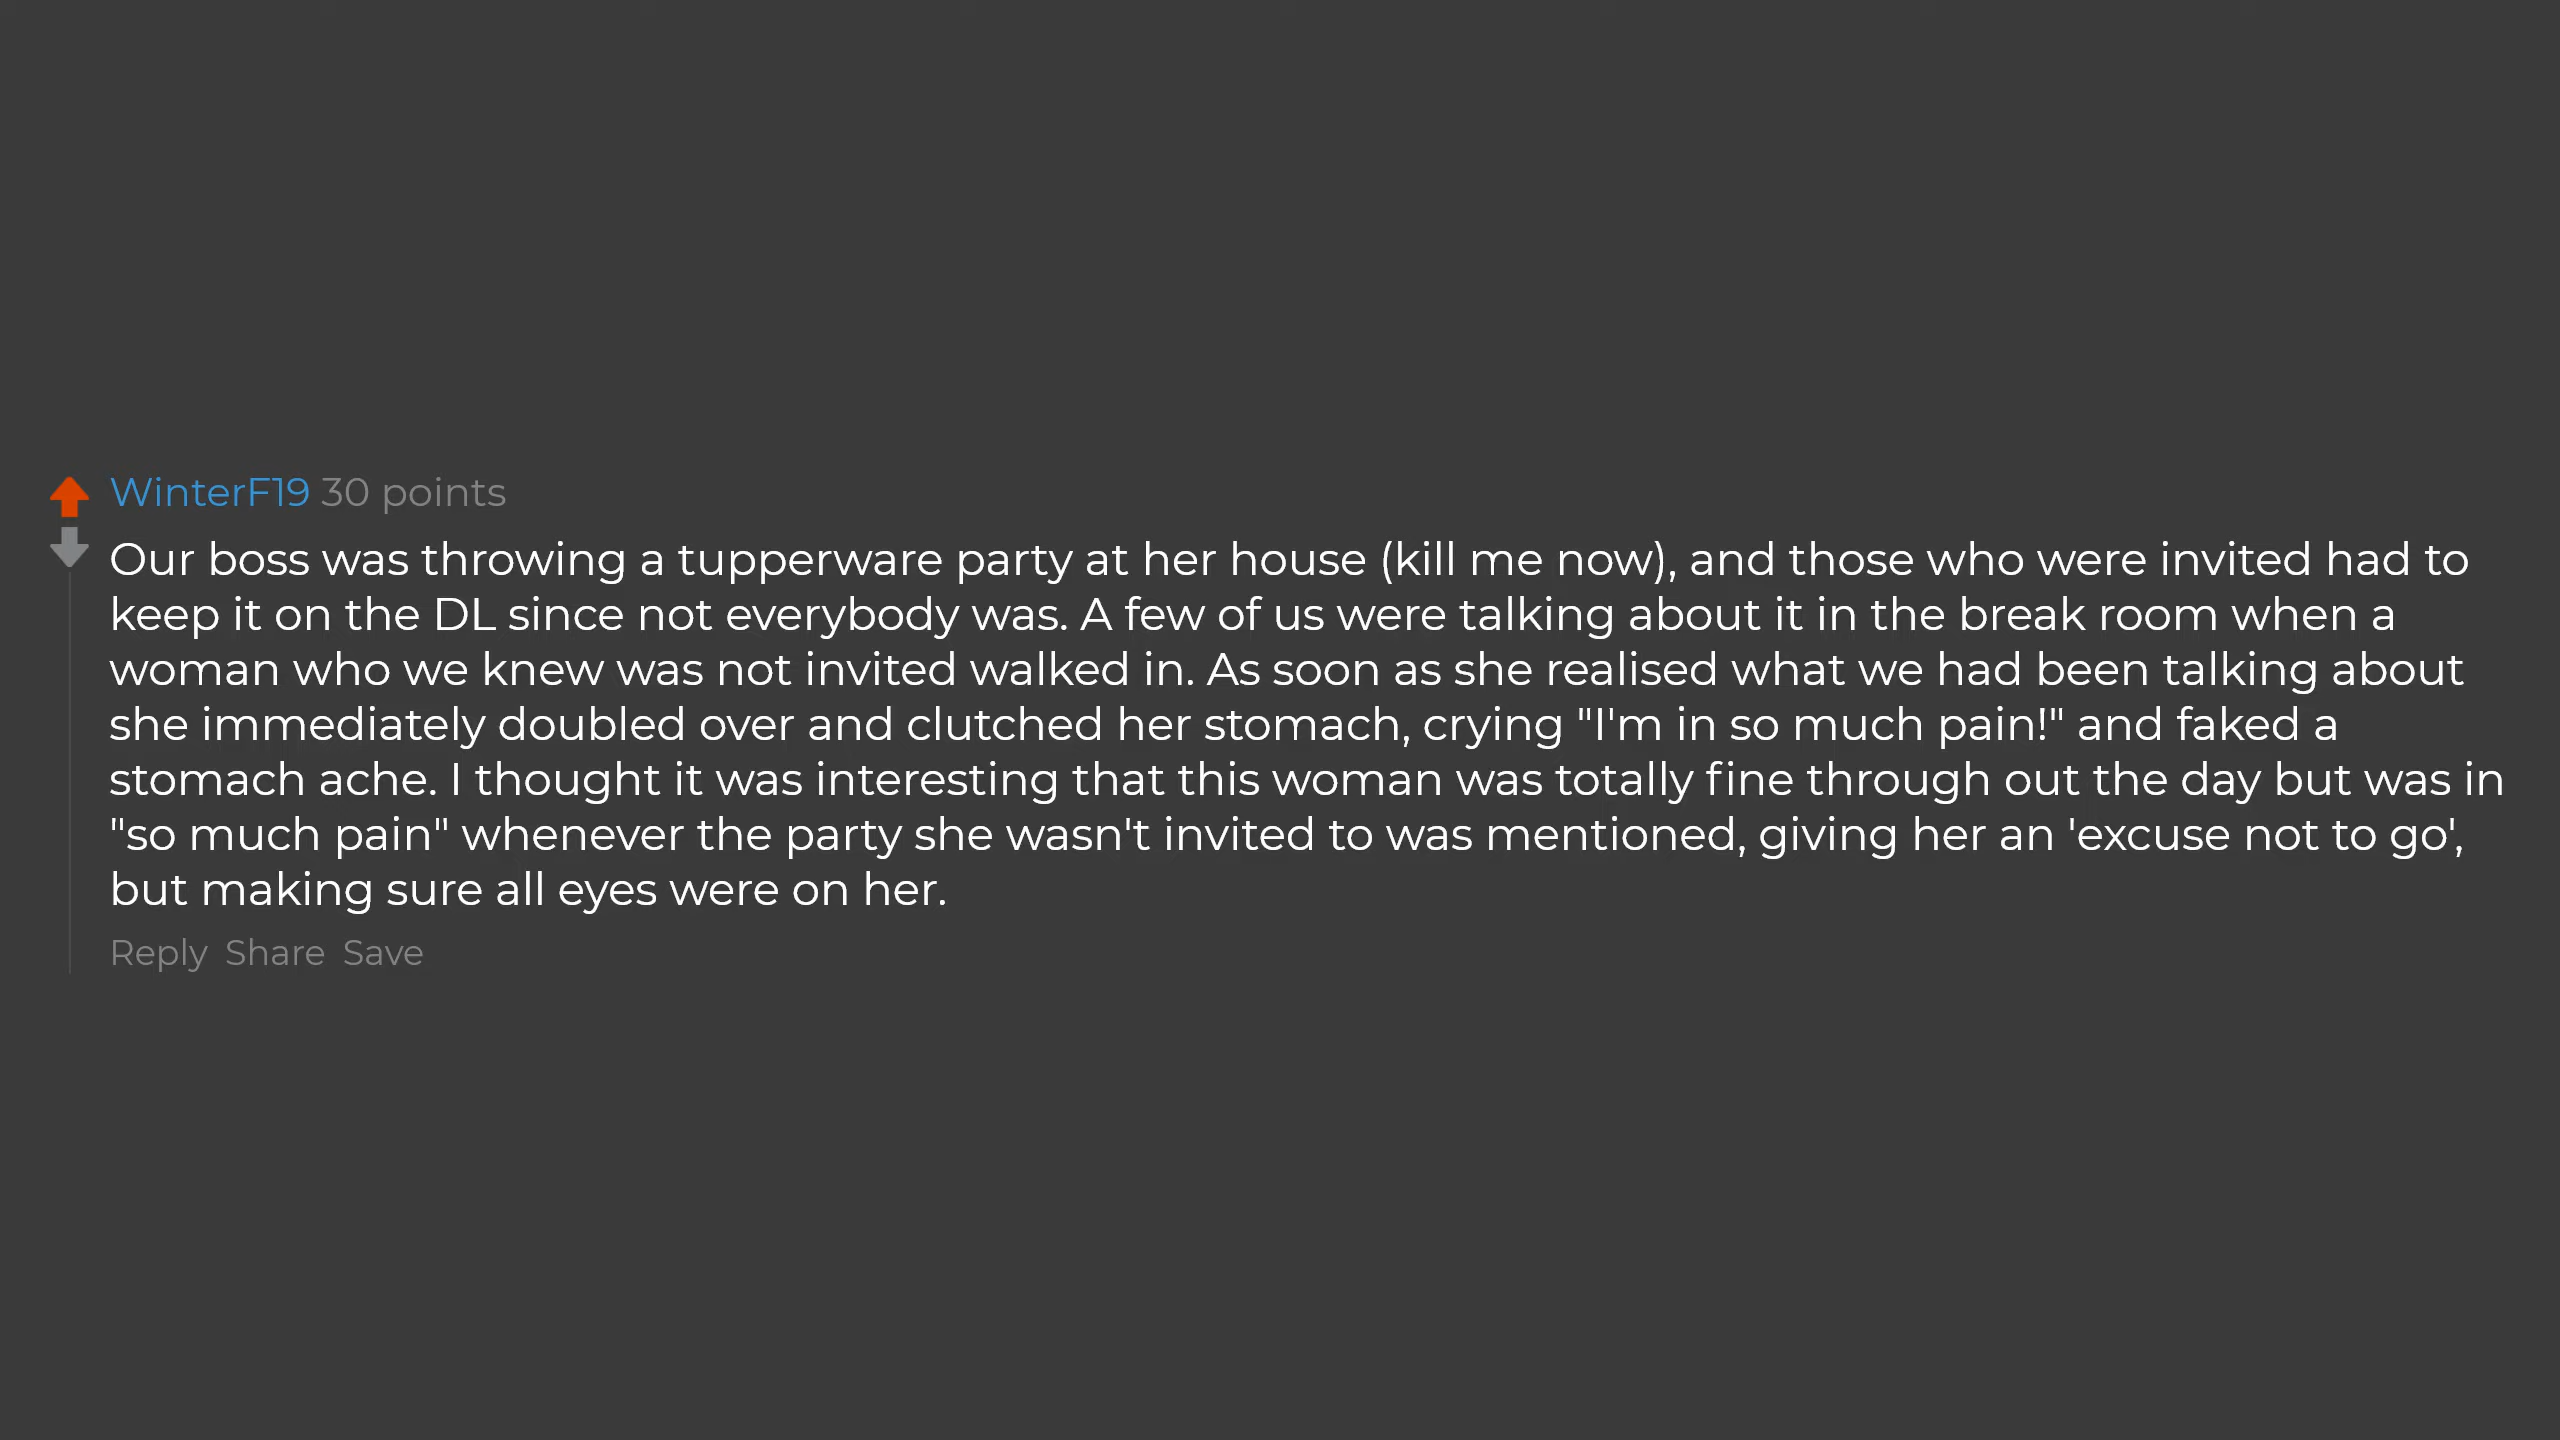 WinterF19 30 points
Our boss was throwing a tupperware party at her house (kill me now), and those who were invited had to
keep it on the DL since not everybody was. A few of us were talking about it in the break room when a
woman who we knew was not invited walked in. As soon as she realised what we had been talking about
she immediately doubled over and clutched her stomach, crying "I'm in so much pain!" and faked a
stomach ache. I thought it was interesting that this woman was totally fine through out the day but was in
"so much pain" whenever the party she wasn't invited to was mentioned, giving her an 'excuse not to go',
but making sure all eyes were on her.
Reply Share Save